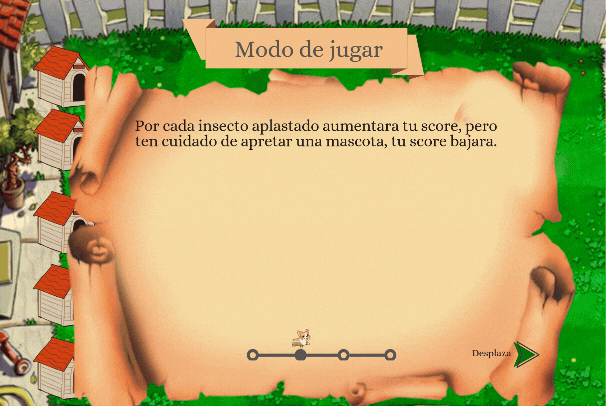 Modo de jugar
Por cada insecto aplastado aumentara tu score, pero
ten cuidado de apretar una mascota, tu score bajara.
Desplaza